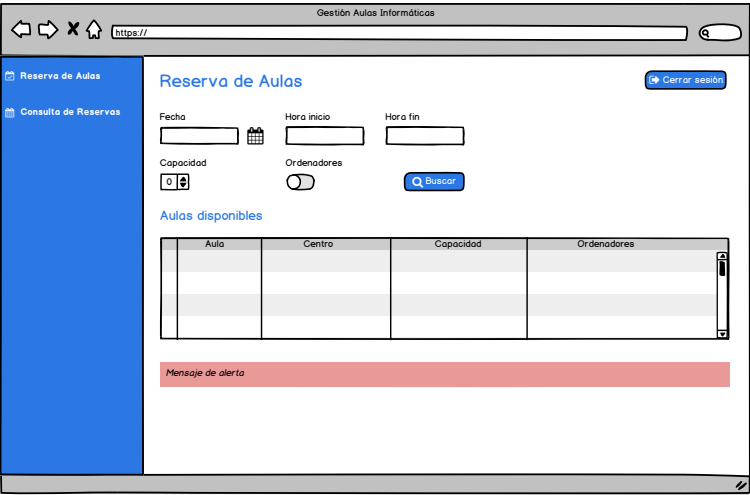 Gestión Aulas Informáticas
https://
Reserva de Aulas
Consulta de Reservas
Reserva de Aulas
Cerrar sesión
Fecha Hora inicio Hora fin
Capacidad Ordenadores
0
Buscar
Aulas disponibles
Aula Centro Capacidad Ordenadores
Mensaje de alerta